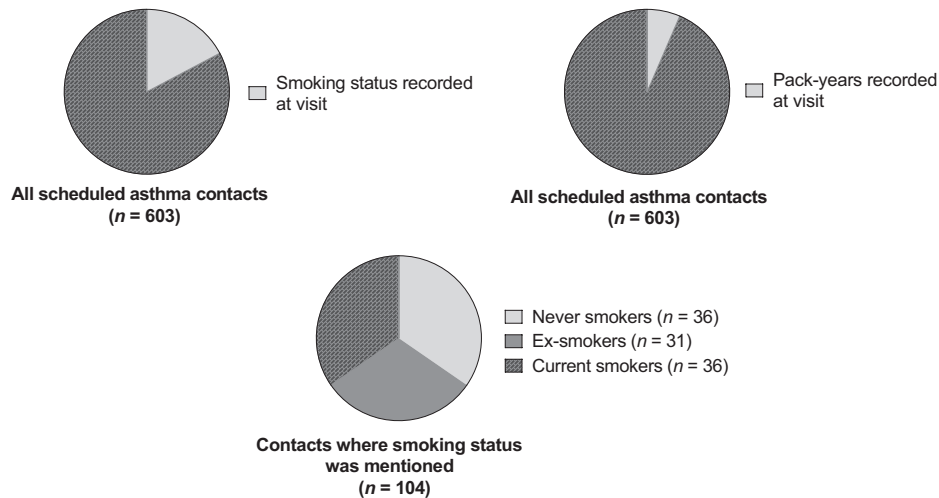 Smoking status recorded
at visit
All scheduled asthma contacts
(n = 603)
Pack-years recorded
at visit
All scheduled asthma contacts
(n = 603)
Never smokers (n = 36)
Ex-smokers (n = 31)
Current smokers (n = 36)
Contacts where smoking status
was mentioned
(n = 104)